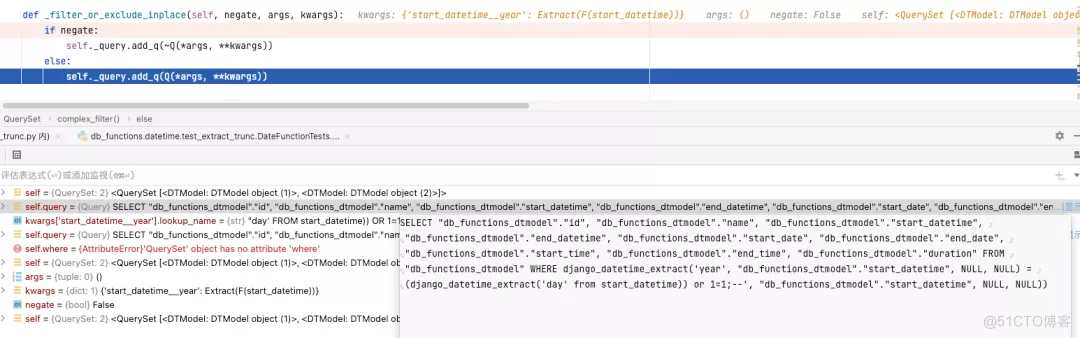 def _filter_or_exclude_inplace(self, negate, args, kwargs): kwargs: {'start_datetime__year': Extract(F(start_datetime))} args: () negate: False self: <QuerySet [<DTModel: DTModel obje
if negate:
self._query.add_q(~Q(*args, **kwargs))
else:
self._query.add_q(Q(*args, **kwargs))
QuerySet › complex_filter() › else
_trunc.py 内) × db_functions.datetime.test_extract_trunc.DateFunctionTests.... ×
评估表达式(⏎)或添加监视(⇧⌘⏎)
self = {QuerySet: 2} <QuerySet [<DTModel: DTModel object (1)>, <DTModel: DTModel object (2)>]>
self.query = {Query} SELECT "db_functions_dtmodel"."id", "db_functions_dtmodel"."name", "db_functions_dtmodel"."start_datetime", "db_functions_dtmodel"."end_datetime", "db_functions_dtmodel"."start_date", "db_functions_dtmodel"."en
kwargs['start_datetime__year'].lookup_name = {str} "day' FROM start_datetime)) OR 1=1
self.query = {Query} SELECT "db_functions_dtmodel"."id", "db_functions_dtmodel"."nam
self.where = {AttributeError}'QuerySet' object has no attribute 'where'
self = {QuerySet: 2} <QuerySet [<DTModel: DTModel object (1)>, <DTModel: DTModel ob
args = {tuple: 0} ()
kwargs = {dict: 1} {'start_datetime__year': Extract(F(start_datetime))}
negate = {bool} False
self = {QuerySet: 2} <QuerySet [<DTModel: DTModel object (1)>, <DTModel: DTModel ob
SELECT "db_functions_dtmodel"."id", "db_functions_dtmodel"."name", "db_functions_dtmodel"."start_datetime",
"db_functions_dtmodel"."end_datetime", "db_functions_dtmodel"."start_date", "db_functions_dtmodel"."end_date",
"db_functions_dtmodel"."start_time", "db_functions_dtmodel"."end_time", "db_functions_dtmodel"."duration" FROM
"db_functions_dtmodel" WHERE django_datetime_extract('year', "db_functions_dtmodel"."start_datetime", NULL, NULL) =
(django_datetime_extract('day' from start_datetime)) or 1=1;--', "db_functions_dtmodel"."start_datetime", NULL, NULL))
@51CTO博客